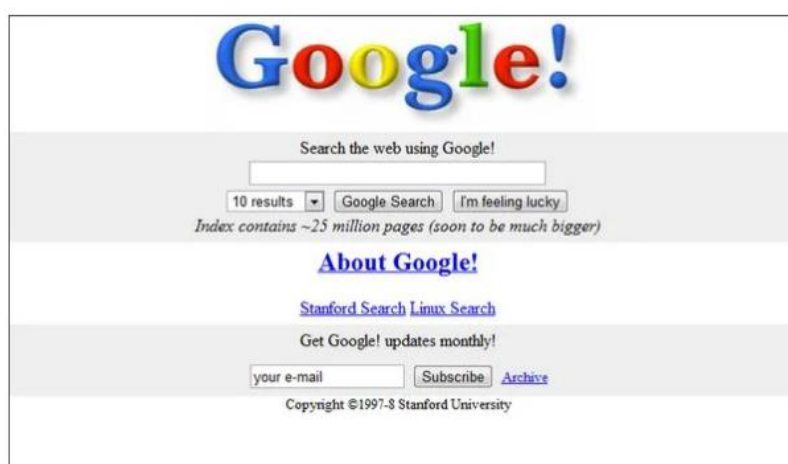 Google!
Search the web using Google!
10 results Google Search I'm feeling lucky
Index contains ~25 million pages (soon to be much bigger)
About Google!
Stanford Search Linux Search
Get Google! updates monthly!
your e-mail Subscribe Archive
Copyright ©1997-8 Stanford University